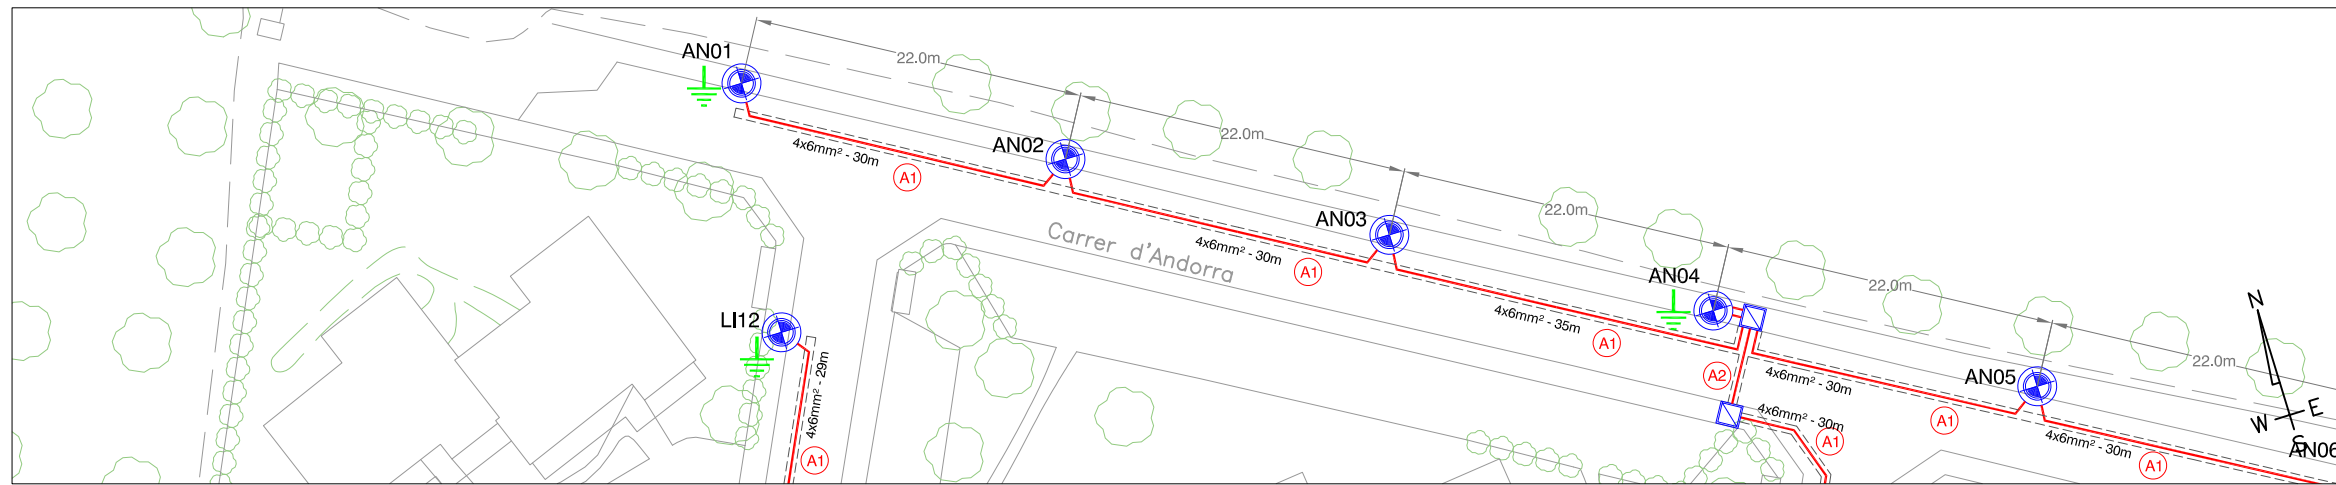 AN01
22.0m
4x6mm² - 30m
A1
AN02
22.0m
4x6mm² - 30m
A1
AN03
22.0m
4x6mm² - 35m
A1
Carrer d'Andorra
AN04
22.0m
A2
4x6mm² - 30m
A1
AN05
22.0m
4x6mm² - 30m
A1
4x6mm² - 30m
A1
AN06
LI12
4x6mm² - 29m
A1
N
E
W
S